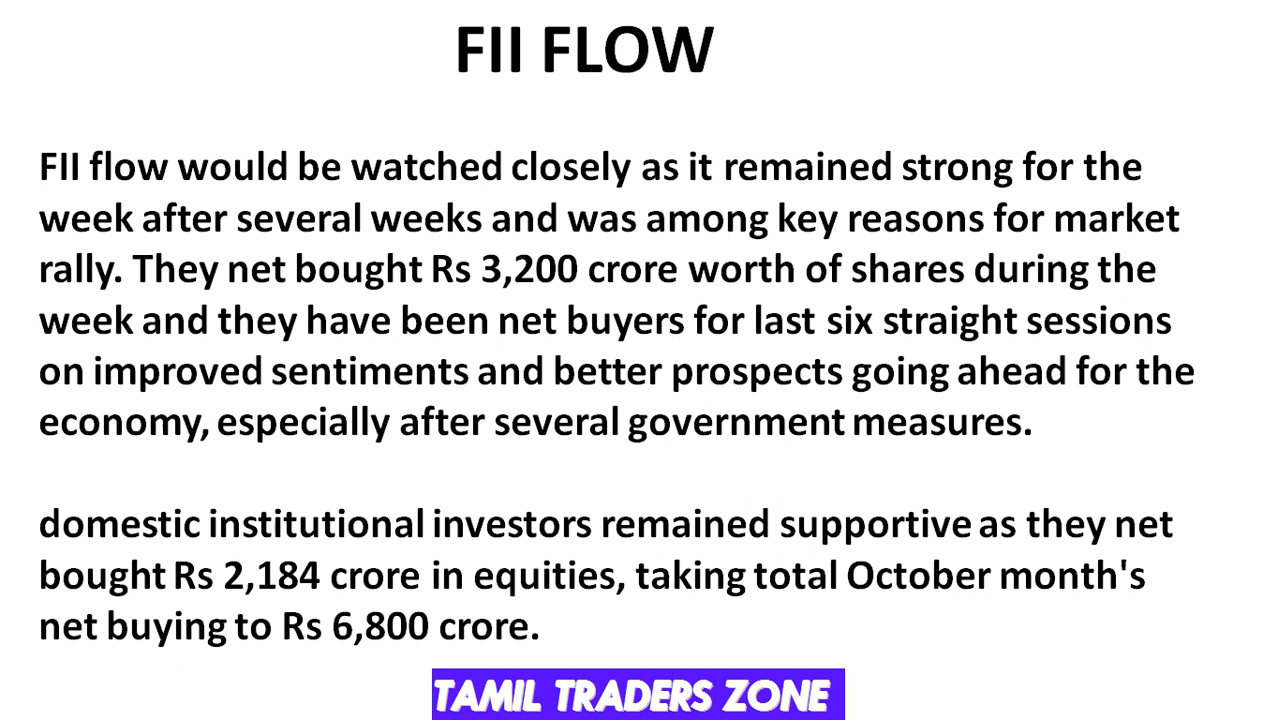 FII FLOW
FII flow would be watched closely as it remained strong for the
week after several weeks and was among key reasons for market
rally. They net bought Rs 3,200 crore worth of shares during the
week and they have been net buyers for last six straight sessions
on improved sentiments and better prospects going ahead for the
economy, especially after several government measures.
domestic institutional investors remained supportive as they net
bought Rs 2,184 crore in equities, taking total October month's
net buying to Rs 6,800 crore.
TAMIL TRADERS ZONE